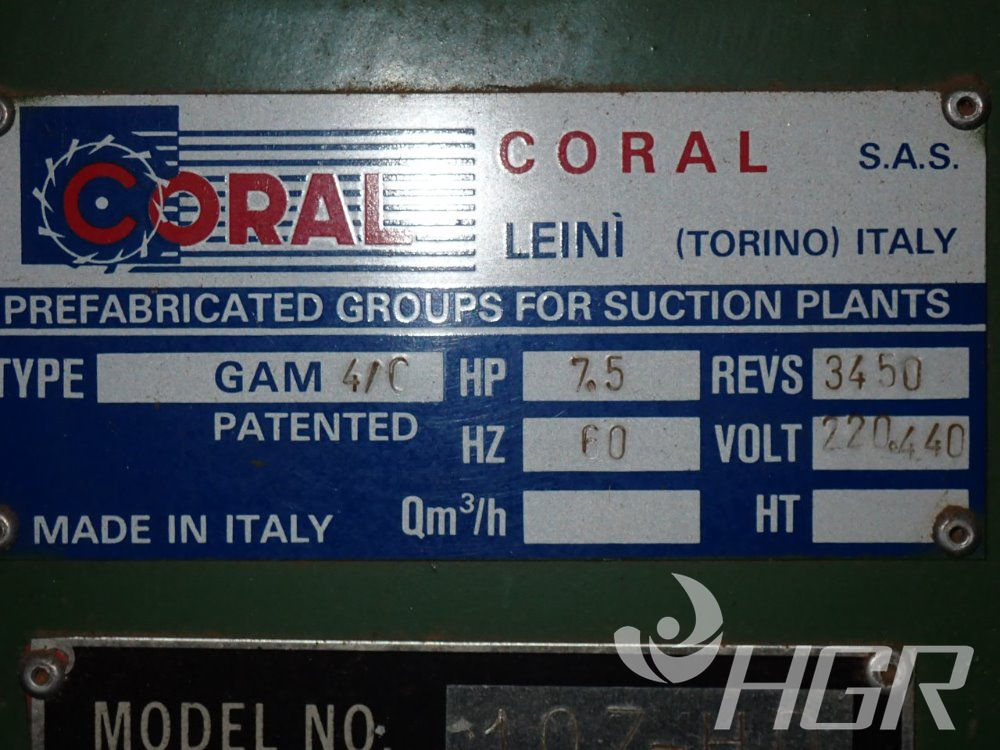 CORAL CORAL S.A.S.
LEINÌ (TORINO) ITALY
PREFABRICATED GROUPS FOR SUCTION PLANTS
TYPE GAM 4/C HP 7.5 REVS 3450
PATENTED HZ 60 VOLT 220.440
MADE IN ITALY Qm³/h HT
MODEL NO.
HGR